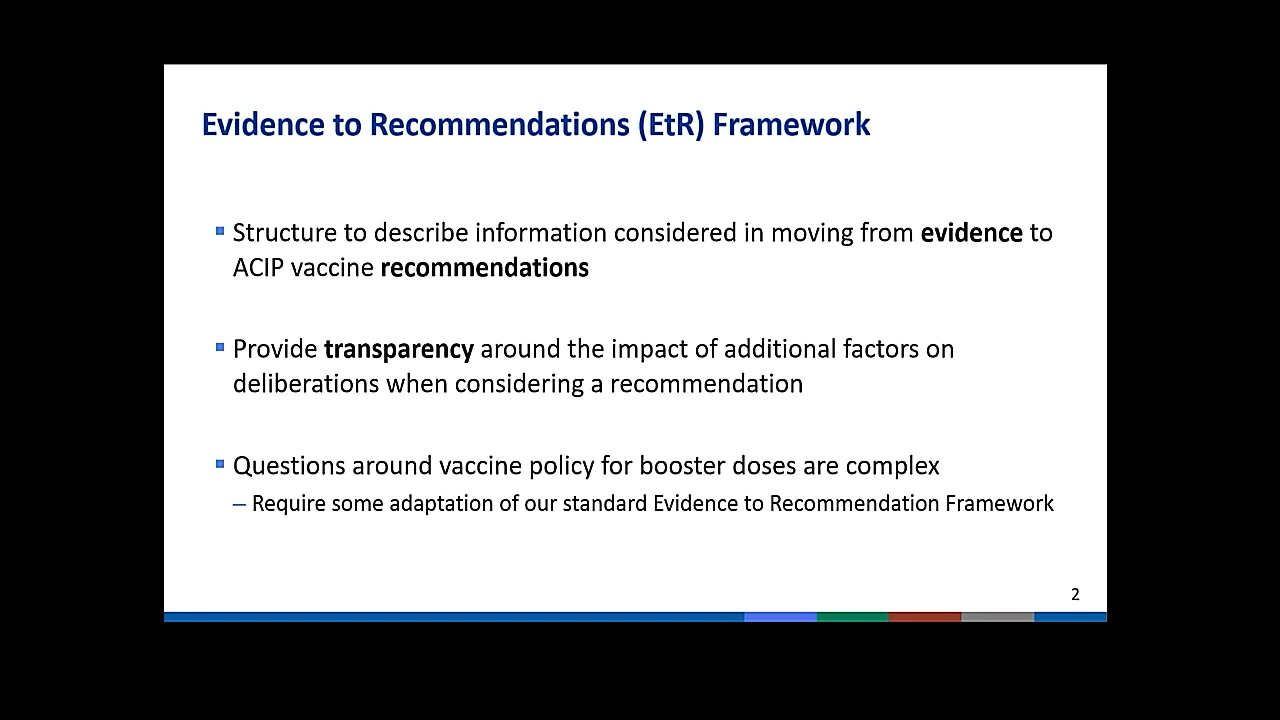 Evidence to Recommendations (EtR) Framework
Structure to describe information considered in moving from evidence to
ACIP vaccine recommendations
Provide transparency around the impact of additional factors on
deliberations when considering a recommendation
Questions around vaccine policy for booster doses are complex
– Require some adaptation of our standard Evidence to Recommendation Framework
2